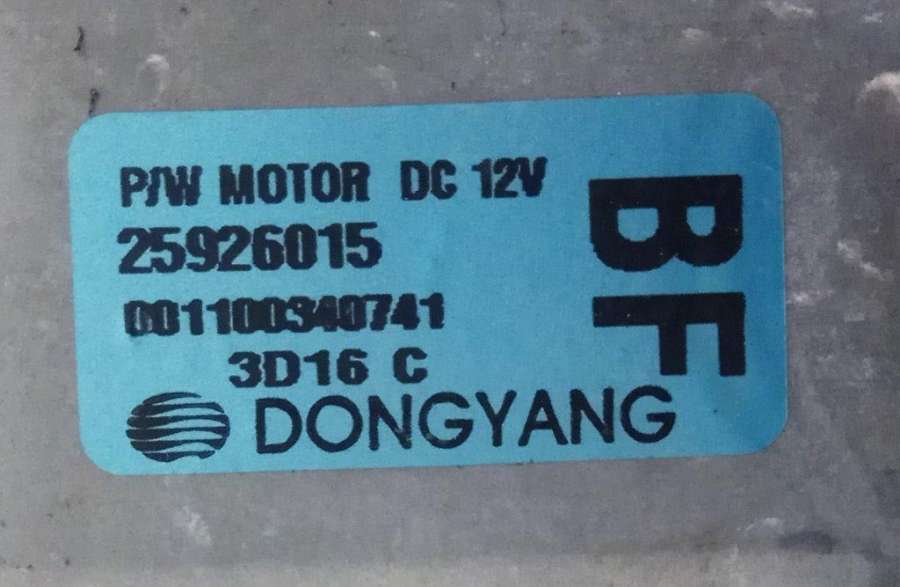 P/W MOTOR DC 12V
25926015
001100340741
3D16 C
DONGYANG
BF